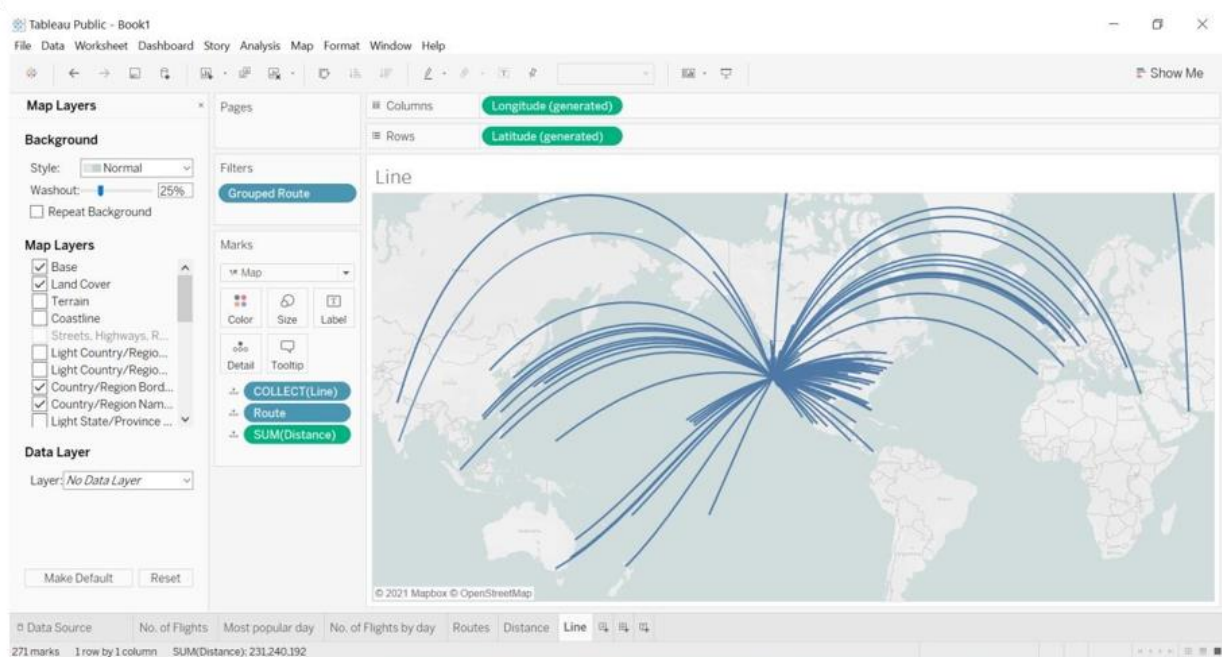 Tableau Public - Book1
File Data Worksheet Dashboard Story Analysis Map Format Window Help
Show Me
Map Layers
Background
Style: Normal
Washout: 25%
Repeat Background
Map Layers
Base
Land Cover
Terrain
Coastline
Streets, Highways, R...
Light Country/Regio...
Light Country/Regio...
Country/Region Bord...
Country/Region Nam...
Light State/Province ...
Data Layer
Layer: No Data Layer
Make Default Reset
Pages
Filters
Grouped Route
Marks
Map
Color Size Label
Detail Tooltip
COLLECT(Line)
Route
SUM(Distance)
Columns Longitude (generated)
Rows Latitude (generated)
Line
© 2021 Mapbox © OpenStreetMap
Data Source No. of Flights Most popular day No. of Flights by day Routes Distance Line
271 marks 1 row by 1 column SUM(Distance): 231,240,192